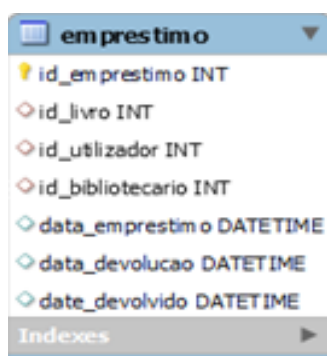 emprestimo
id_emprestimo INT
id_livro INT
id_utilizador INT
id_bibliotecario INT
data_emprestimo DATETIME
data_devolucao DATETIME
date_devolvido DATETIME
Indexes